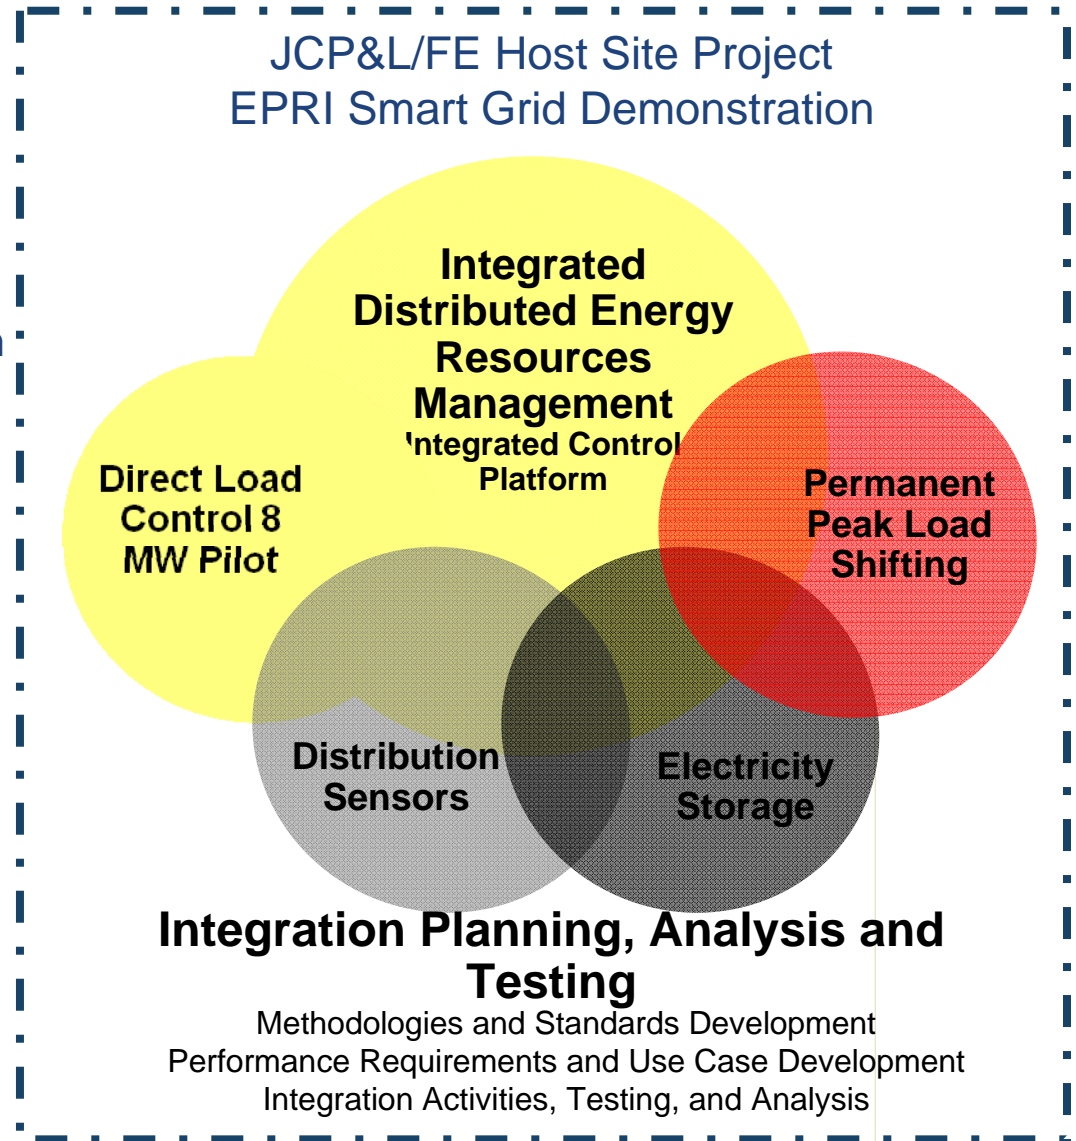 JCP&L/FE Host Site Project
EPRI Smart Grid Demonstration
Integrated
Distributed Energy
Resources
Management
Integrated Control
Platform
Direct Load
Control 8
MW Pilot
Permanent
Peak Load
Shifting
Distribution
Sensors
Electricity
Storage
Integration Planning, Analysis and
Testing
Methodologies and Standards Development
Performance Requirements and Use Case Development
Integration Activities, Testing, and Analysis